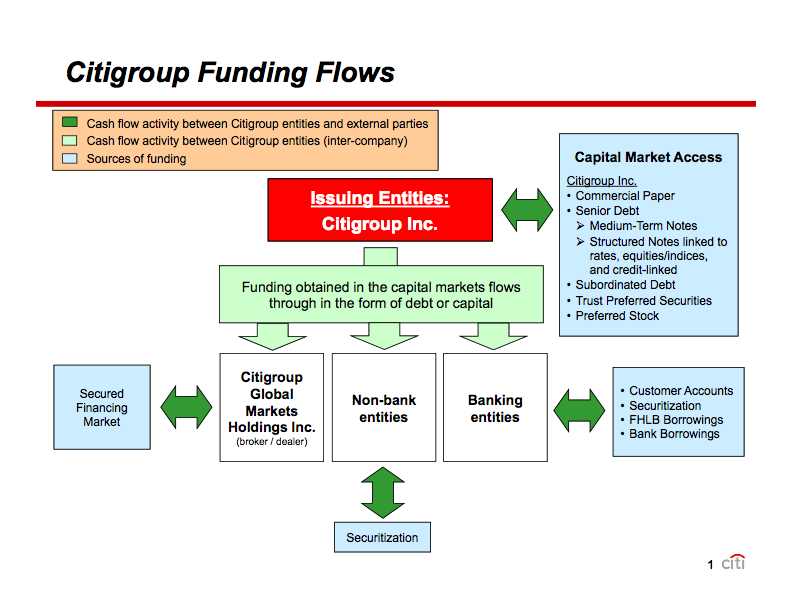 Citigroup Funding Flows
Cash flow activity between Citigroup entities and external parties
Cash flow activity between Citigroup entities (inter-company)
Sources of funding
Issuing Entities:
Citigroup Inc.
Capital Market Access
Citigroup Inc.
• Commercial Paper
• Senior Debt
➢ Medium-Term Notes
➢ Structured Notes linked to
rates, equities/indices,
and credit-linked
• Subordinated Debt
• Trust Preferred Securities
• Preferred Stock
Funding obtained in the capital markets flows
through in the form of debt or capital
Secured
Financing
Market
Citigroup
Global
Markets
Holdings Inc.
(broker / dealer)
Non-bank
entities
Banking
entities
• Customer Accounts
• Securitization
• FHLB Borrowings
• Bank Borrowings
Securitization
1 citi